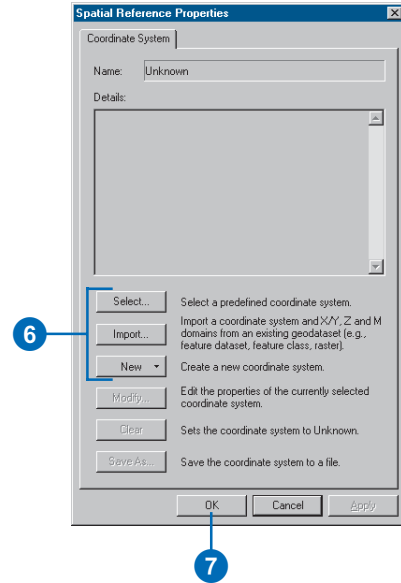 Spatial Reference Properties
Coordinate System
Name: Unknown
Details:
Select... Select a predefined coordinate system.
Import... Import a coordinate system and X/Y, Z and M
domains from an existing geodataset (e.g.,
feature dataset, feature class, raster).
New Create a new coordinate system.
Modify... Edit the properties of the currently selected
coordinate system.
Clear Sets the coordinate system to Unknown.
Save As... Save the coordinate system to a file.
OK Cancel Apply
6
7